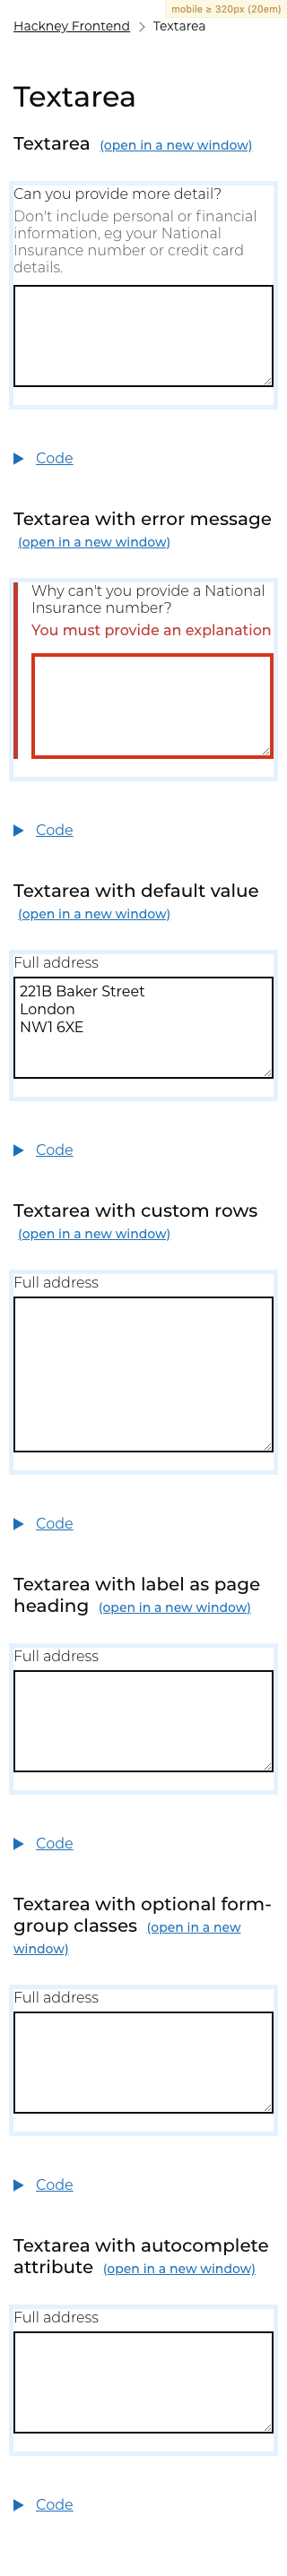 mobile ≥ 320px (20em)
Hackney Frontend > Textarea
Textarea
Textarea (open in a new window)
Can you provide more detail?
Don't include personal or financial
information, eg your National
Insurance number or credit card
details.
Code
Textarea with error message
(open in a new window)
Why can't you provide a National
Insurance number?
You must provide an explanation
Code
Textarea with default value
(open in a new window)
Full address
221B Baker Street
London
NW1 6XE
Code
Textarea with custom rows
(open in a new window)
Full address
Code
Textarea with label as page
heading (open in a new window)
Full address
Code
Textarea with optional form-
group classes (open in a new
window)
Full address
Code
Textarea with autocomplete
attribute (open in a new window)
Full address
Code